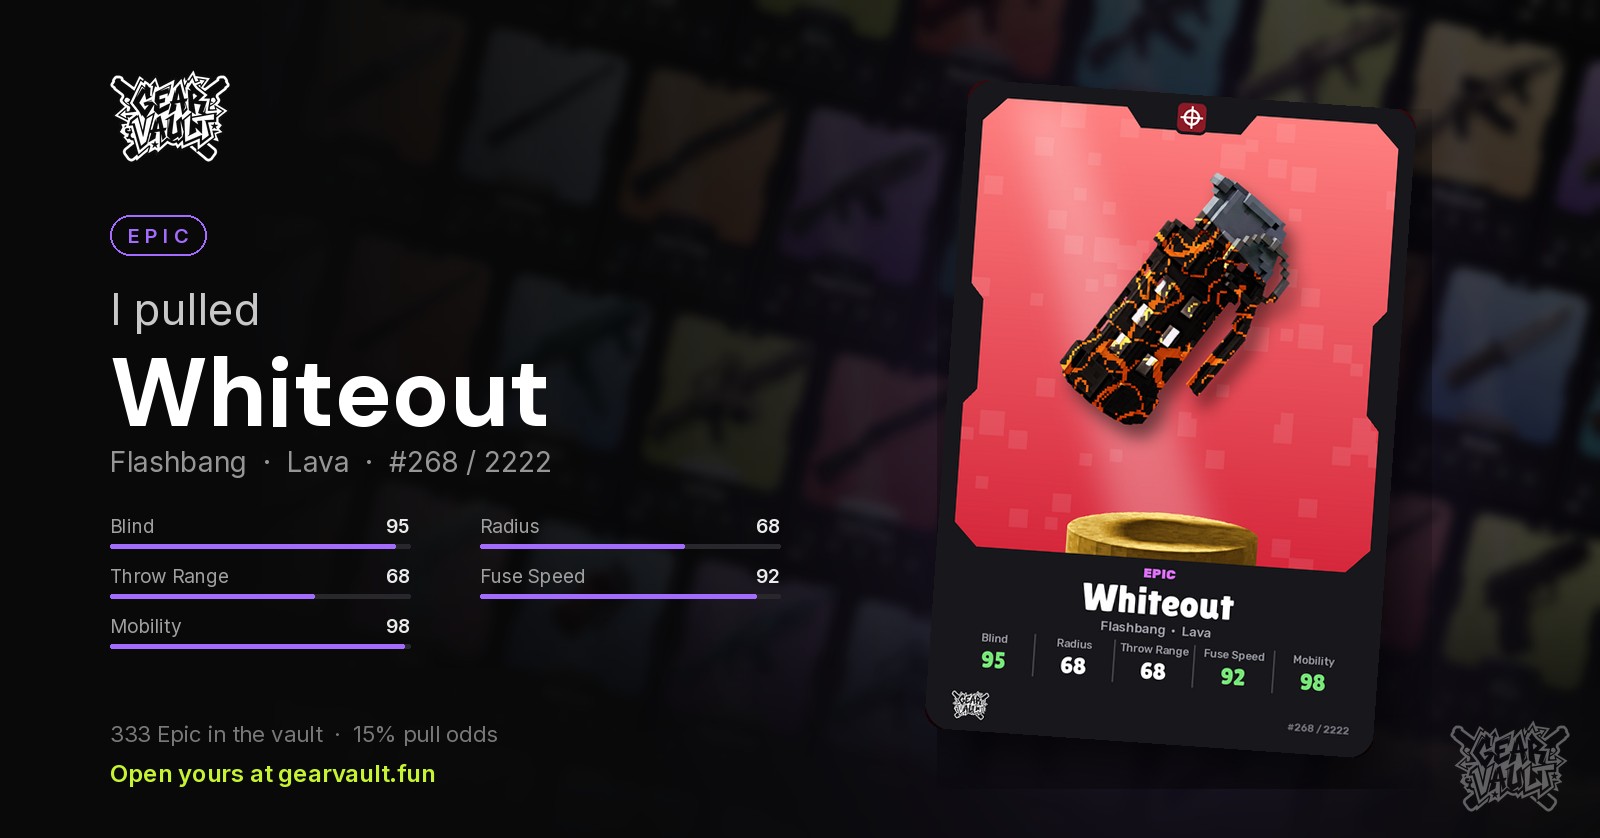 GEAR
VAULT
EPIC
I pulled
Whiteout
Flashbang · Lava · #268 / 2222
Blind 95
Radius 68
Throw Range 68
Fuse Speed 92
Mobility 98
333 Epic in the vault · 15% pull odds
Open yours at gearvault.fun
EPIC
Whiteout
Flashbang · Lava
Blind Radius Throw Range Fuse Speed Mobility
95 68 68 92 98
GEAR
VAULT
#268 / 2222
GEAR
VAULT